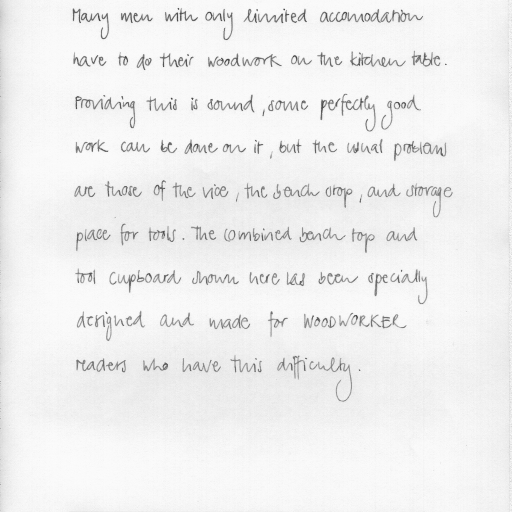 Many men with only limited accomodation
have to do their woodwork on the kitchen table.
Providing this is sound, some perfectly good
work can be done on it, but the usual problems
are those of the vice, the bench stop, and storage
place for tools. The combined bench top and
tool cupboard shown here has been specially
designed and made for WOODWORKER
readers who have this difficulty.